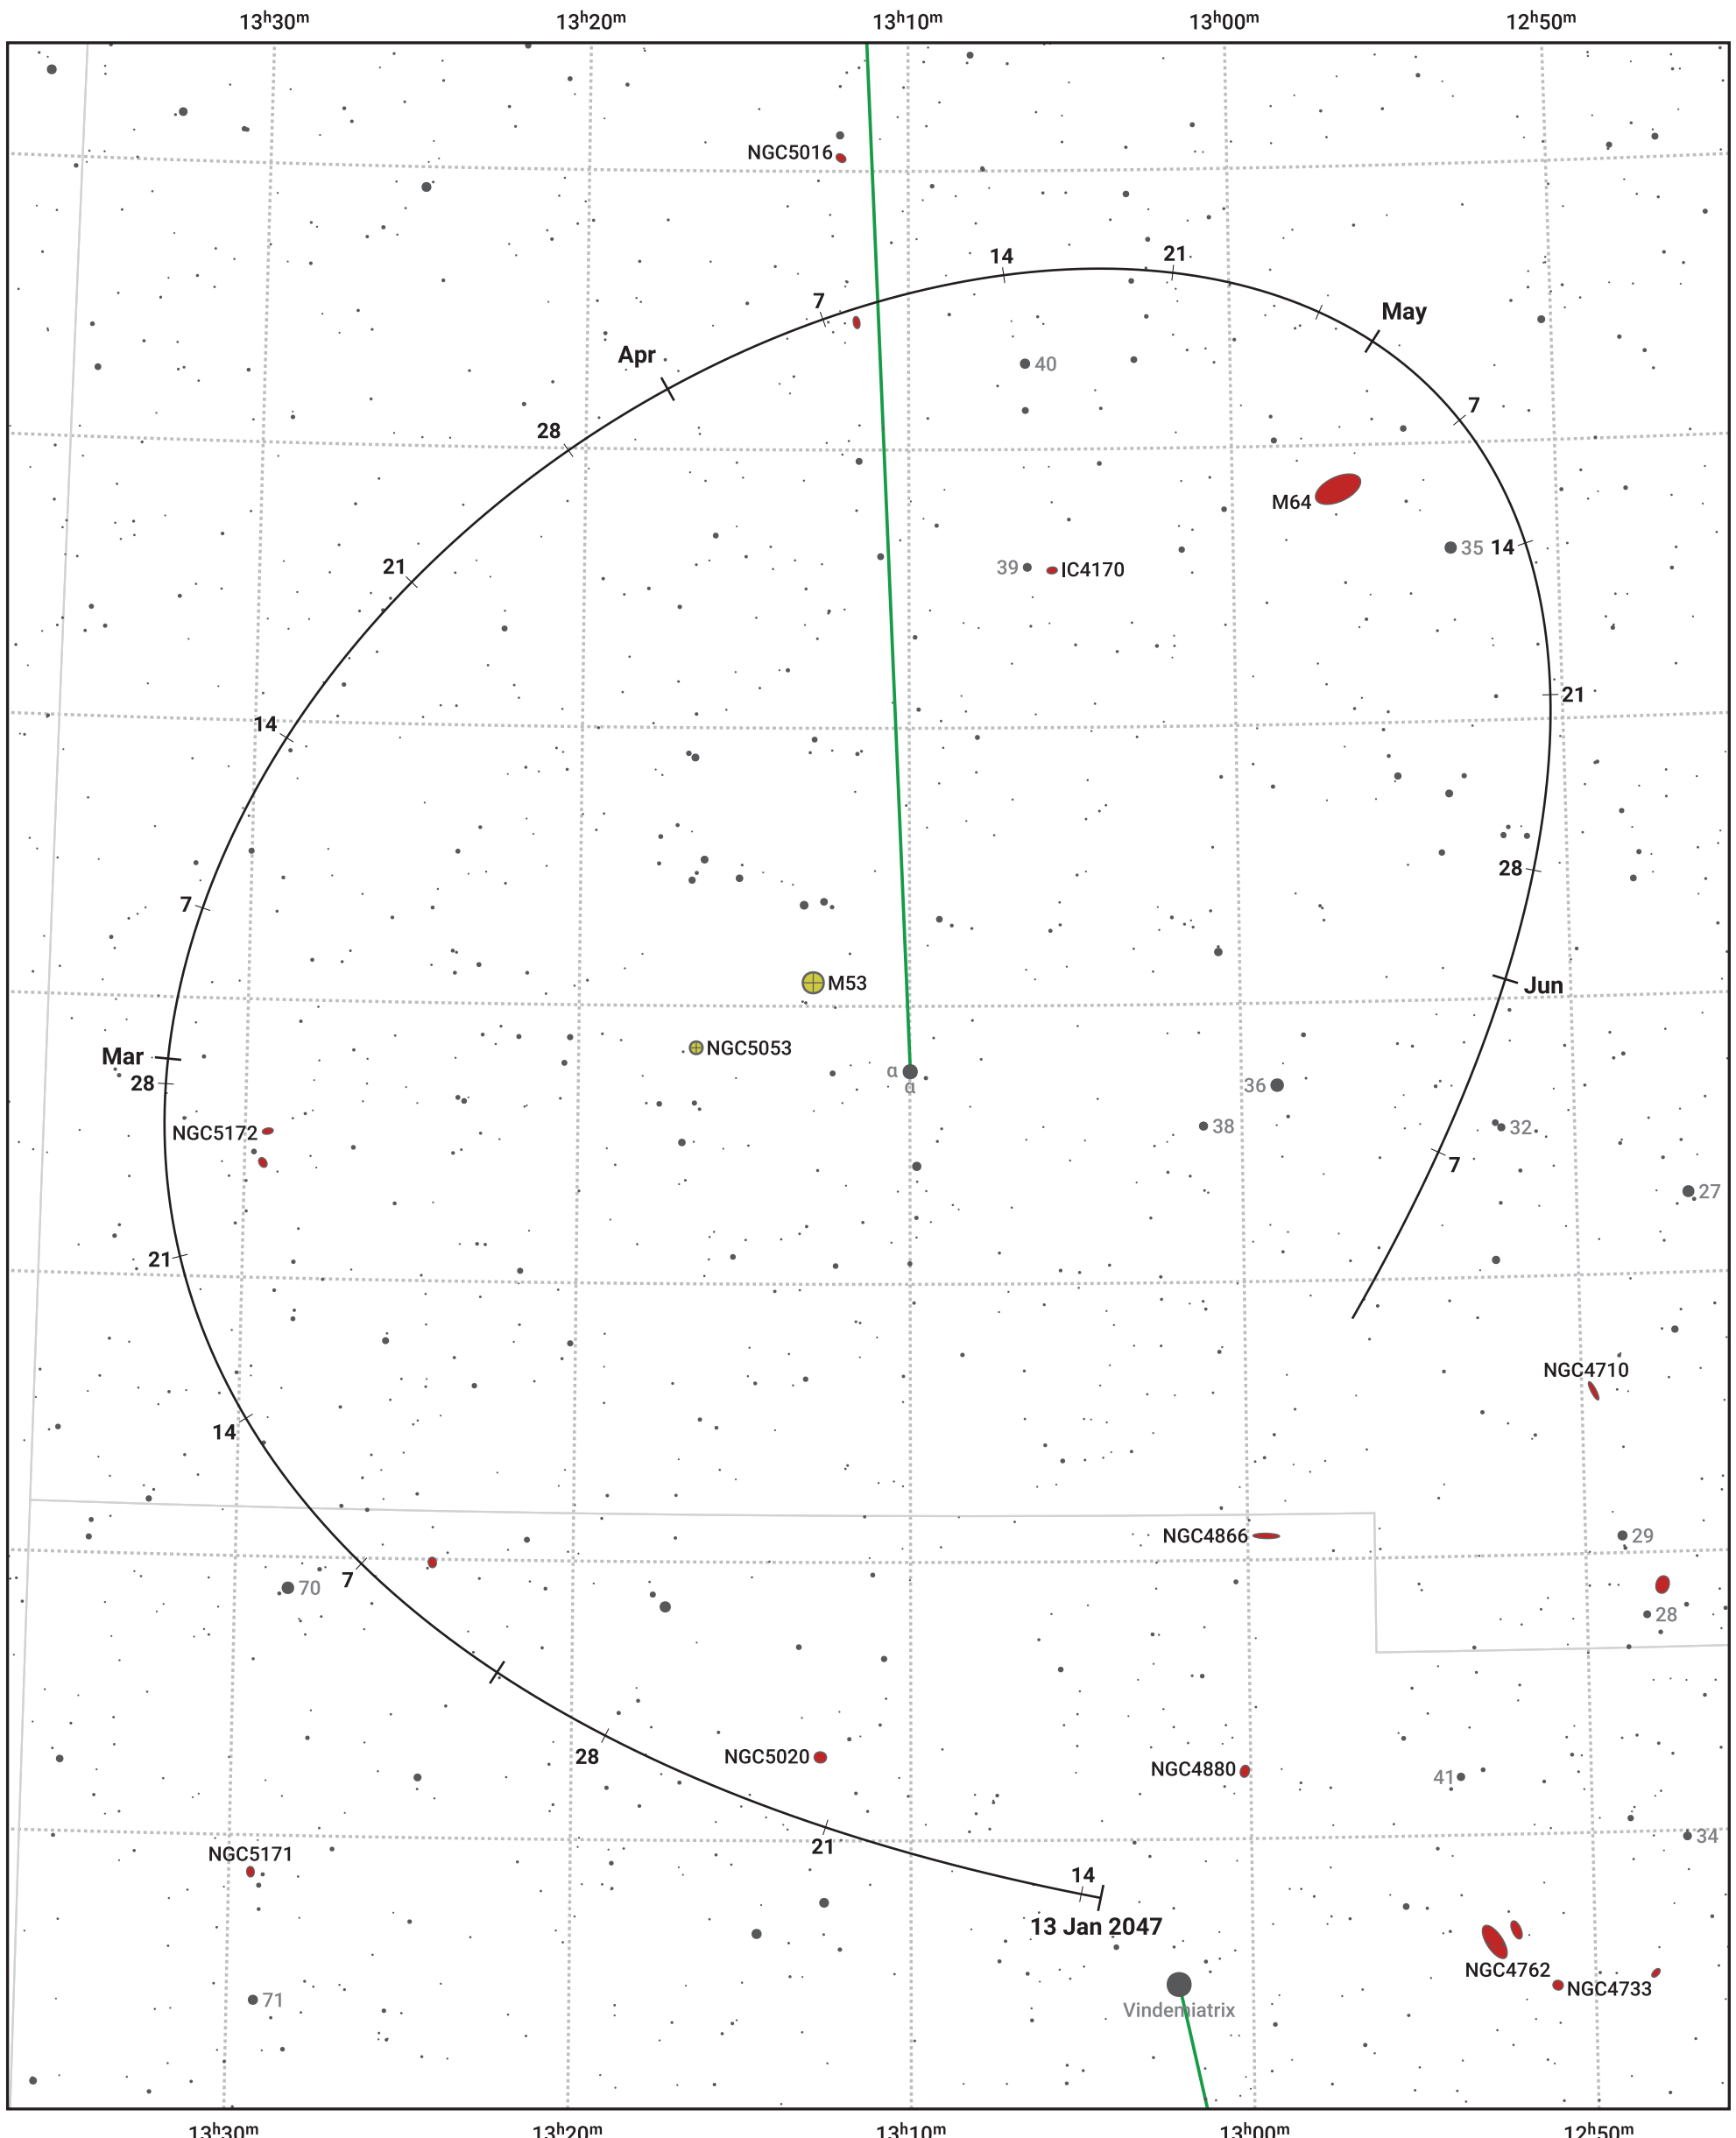 13h30m 13h20m 13h10m 13h00m 12h50m
NGC5016
14 21
7 May
Apr 40
7
28
M64
35 14
21 39 IC4170
21
14
28
7
M53 Jun
Mar NGC5053
α
α
28 36
NGC5172 38 32
7
27
21
NGC4710
14
NGC4866 29
7 70
28
NGC5020
28 NGC4880
41
34
21
NGC5171
14
13 Jan 2047
NGC4762
NGC4733
71 Vindemiatrix
13h30m 13h20m 13h10m 13h00m 12h50m